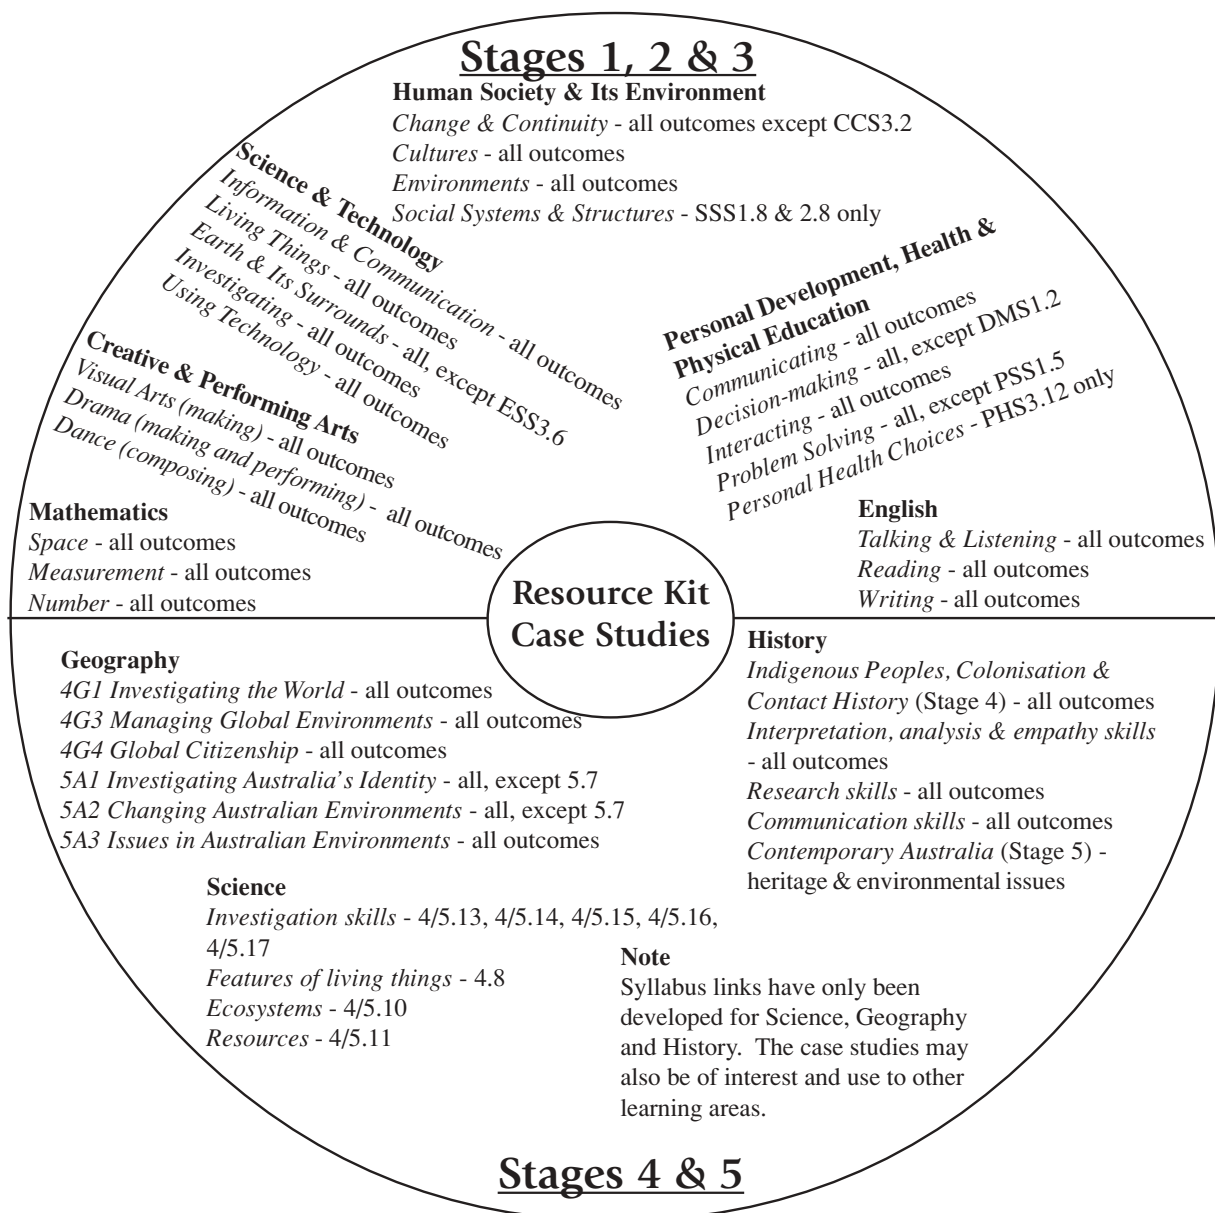 Stages 1, 2 & 3
Human Society & Its Environment
Change & Continuity - all outcomes except CCS3.2
Cultures - all outcomes
Environments - all outcomes
Social Systems & Structures - SSS1.8 & 2.8 only
Science & Technology
Information & Communication - all outcomes
Living Things - all outcomes
Earth & Its Surrounds - all, except ESS3.6
Investigating - all outcomes
Using Technology - all outcomes
Personal Development, Health &
Physical Education
Communicating - all outcomes
Decision-making - all, except DMS1.2
Interacting - all outcomes
Problem Solving - all, except PSS1.5
Personal Health Choices - PHS3.12 only
Creative & Performing Arts
Visual Arts (making) - all outcomes
Drama (making and performing) - all outcomes
Dance (composing) - all outcomes
Mathematics
Space - all outcomes
Measurement - all outcomes
Number - all outcomes
English
Talking & Listening - all outcomes
Reading - all outcomes
Writing - all outcomes
Resource Kit
Case Studies
Geography
4G1 Investigating the World - all outcomes
4G3 Managing Global Environments - all outcomes
4G4 Global Citizenship - all outcomes
5A1 Investigating Australia's Identity - all, except 5.7
5A2 Changing Australian Environments - all, except 5.7
5A3 Issues in Australian Environments - all outcomes
History
Indigenous Peoples, Colonisation &
Contact History (Stage 4) - all outcomes
Interpretation, analysis & empathy skills
- all outcomes
Research skills - all outcomes
Communication skills - all outcomes
Contemporary Australia (Stage 5) -
heritage & environmental issues
Science
Investigation skills - 4/5.13, 4/5.14, 4/5.15, 4/5.16,
4/5.17
Features of living things - 4.8
Ecosystems - 4/5.10
Resources - 4/5.11
Note
Syllabus links have only been
developed for Science, Geography
and History. The case studies may
also be of interest and use to other
learning areas.
Stages 4 & 5